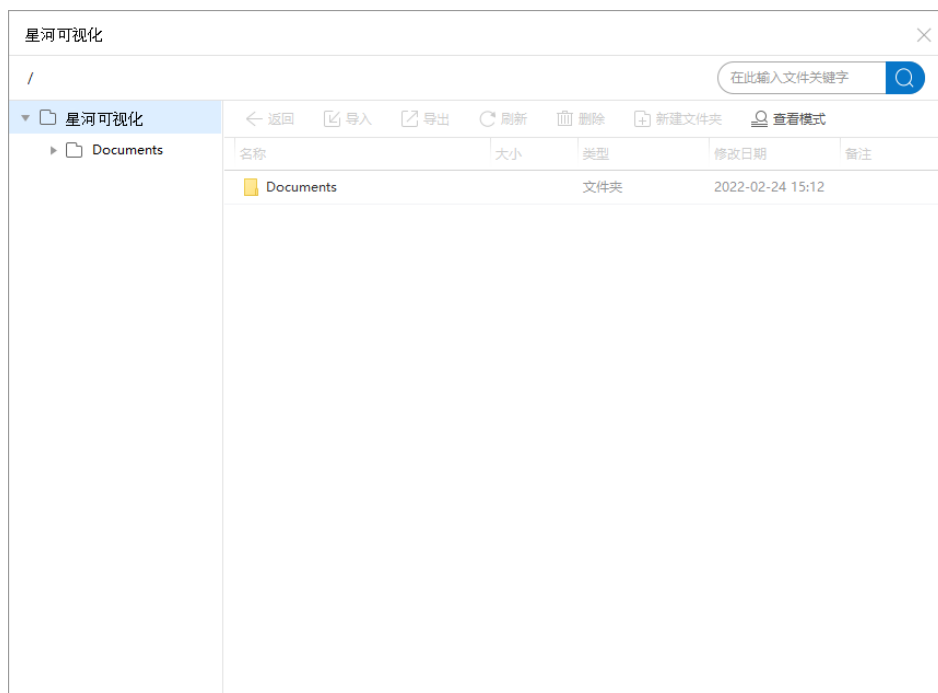 星河可视化
/
在此输入文件关键字
星河可视化
返回 导入 导出 刷新 删除 新建文件夹 查看模式
Documents
名称 大小 类型 修改日期 备注
Documents 文件夹 2022-02-24 15:12